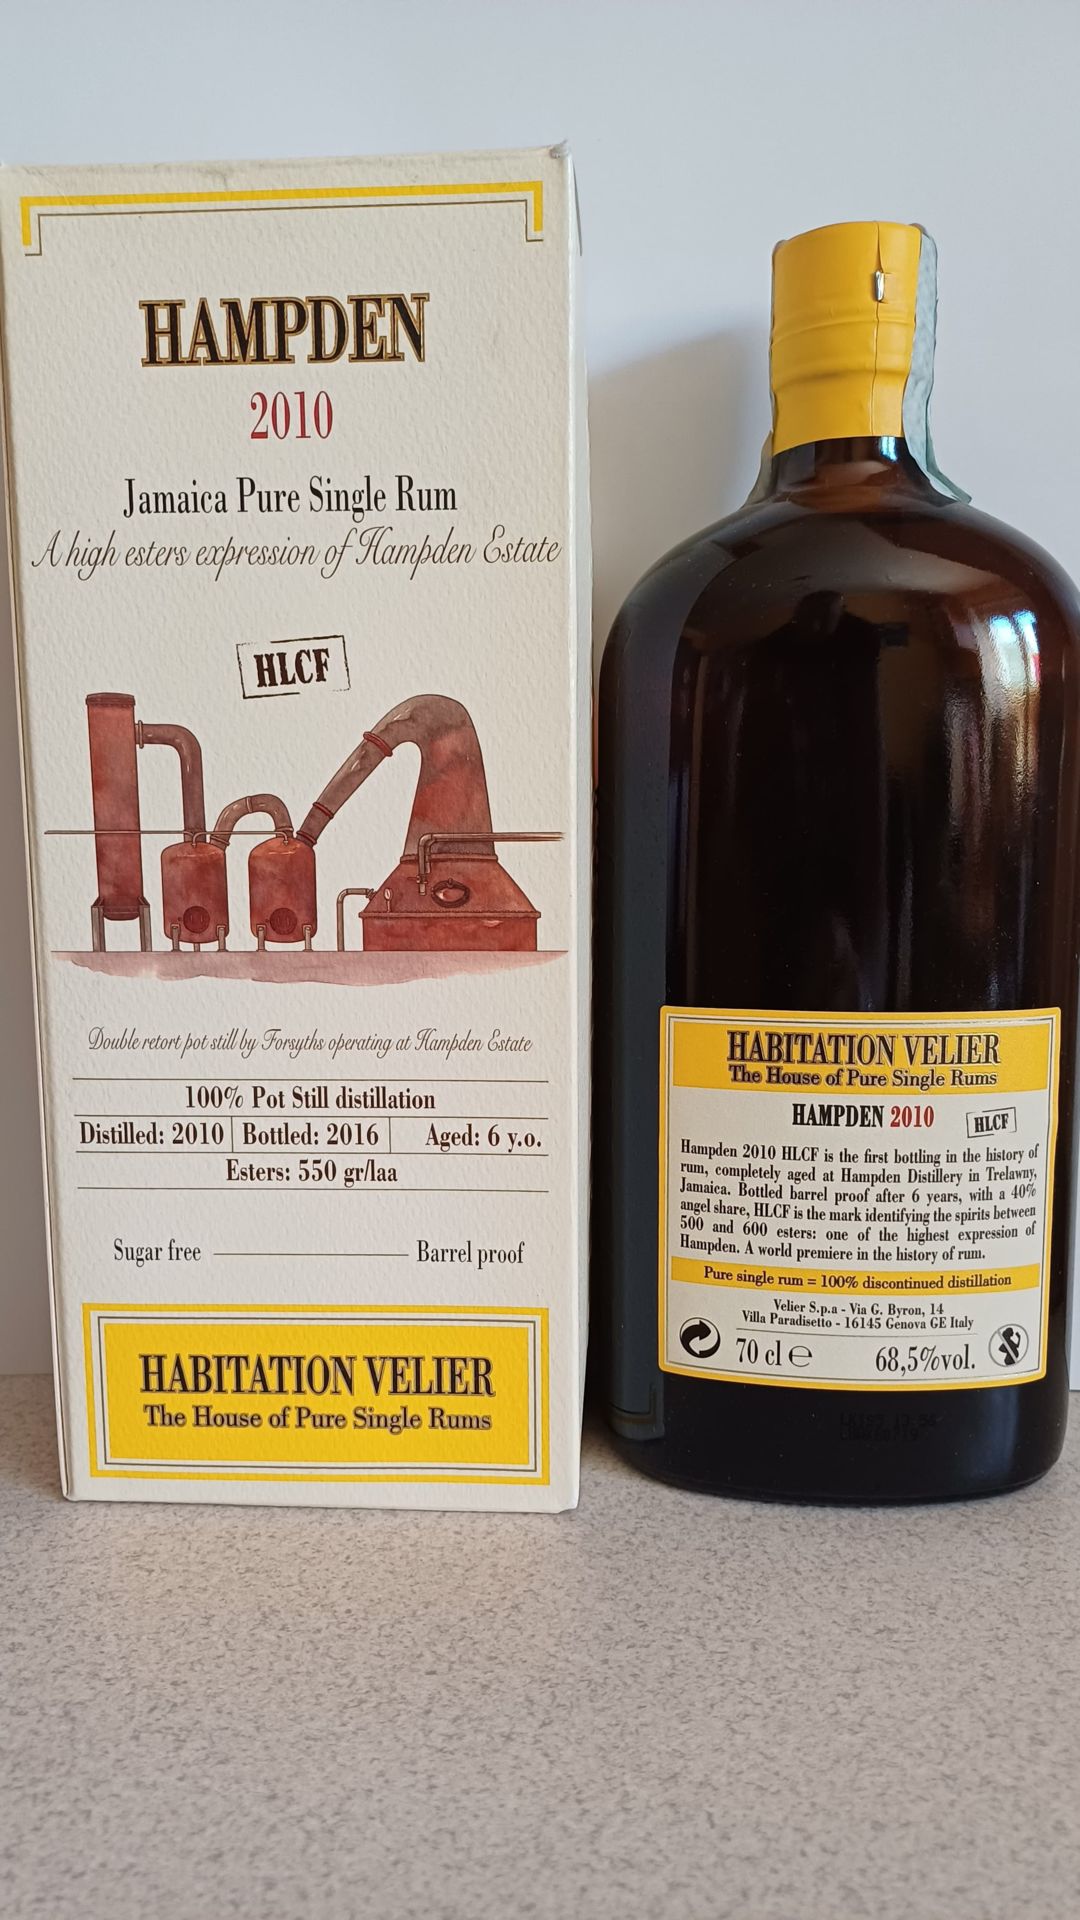 HAMPDEN
2010
Jamaica Pure Single Rum
A high esters expression of Hampden Estate
HLCF
Double retort pot still by Forsyths operating at Hampden Estate
100% Pot Still distillation
Distilled: 2010 Bottled: 2016 Aged: 6 y.o.
Esters: 550 gr/laa
Sugar free Barrel proof
HABITATION VELIER
The House of Pure Single Rums
HABITATION VELIER
The House of Pure Single Rums
HAMPDEN 2010 HLCF
Hampden 2010 HLCF is the first bottling in the history of
rum, completely aged at Hampden Distillery in Trelawny,
Jamaica. Bottled barrel proof after 6 years, with a 40%
angel share, HLCF is the mark identifying the spirits between
500 and 600 esters: one of the highest expression of
Hampden. A world premiere in the history of rum.
Pure single rum = 100% discontinued distillation
Velier S.p.a - Via G. Byron, 14
Villa Paradisetto - 16145 Genova GE Italy
70 cl e 68,5%vol.